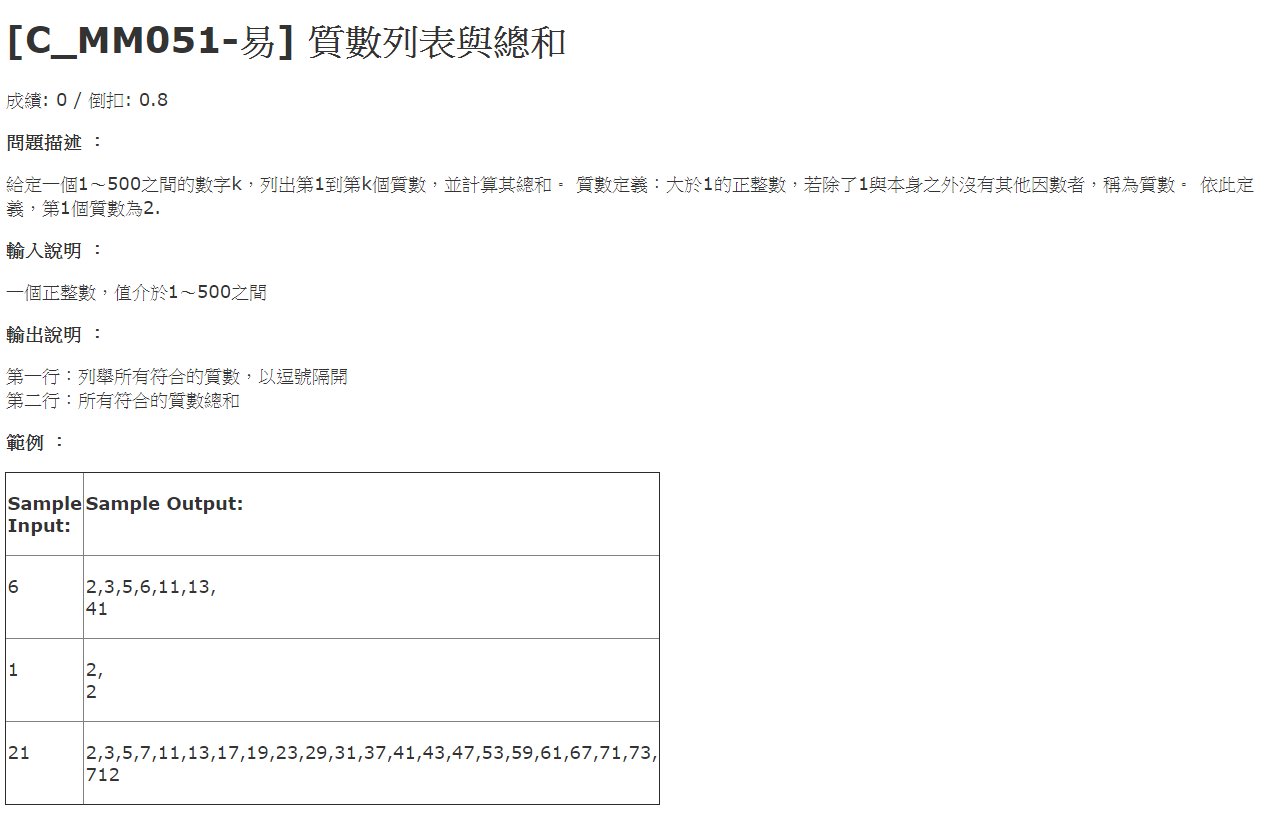 [C_MM051-易] 質數列表與總和
成績: 0 / 倒扣: 0.8
問題描述 ：
給定一個1～500之間的數字k，列出第1到第k個質數，並計算其總和。 質數定義：大於1的正整數，若除了1與本身之外沒有其他因數者，稱為質數。 依此定
義，第1個質數為2.
輸入說明 ：
一個正整數，值介於1～500之間
輸出說明 ：
第一行：列舉所有符合的質數，以逗號隔開
第二行：所有符合的質數總和
範例 ：
Sample Input:
Sample Output:
6
2,3,5,6,11,13,
41
1
2,
2
21
2,3,5,7,11,13,17,19,23,29,31,37,41,43,47,53,59,61,67,71,73,
712